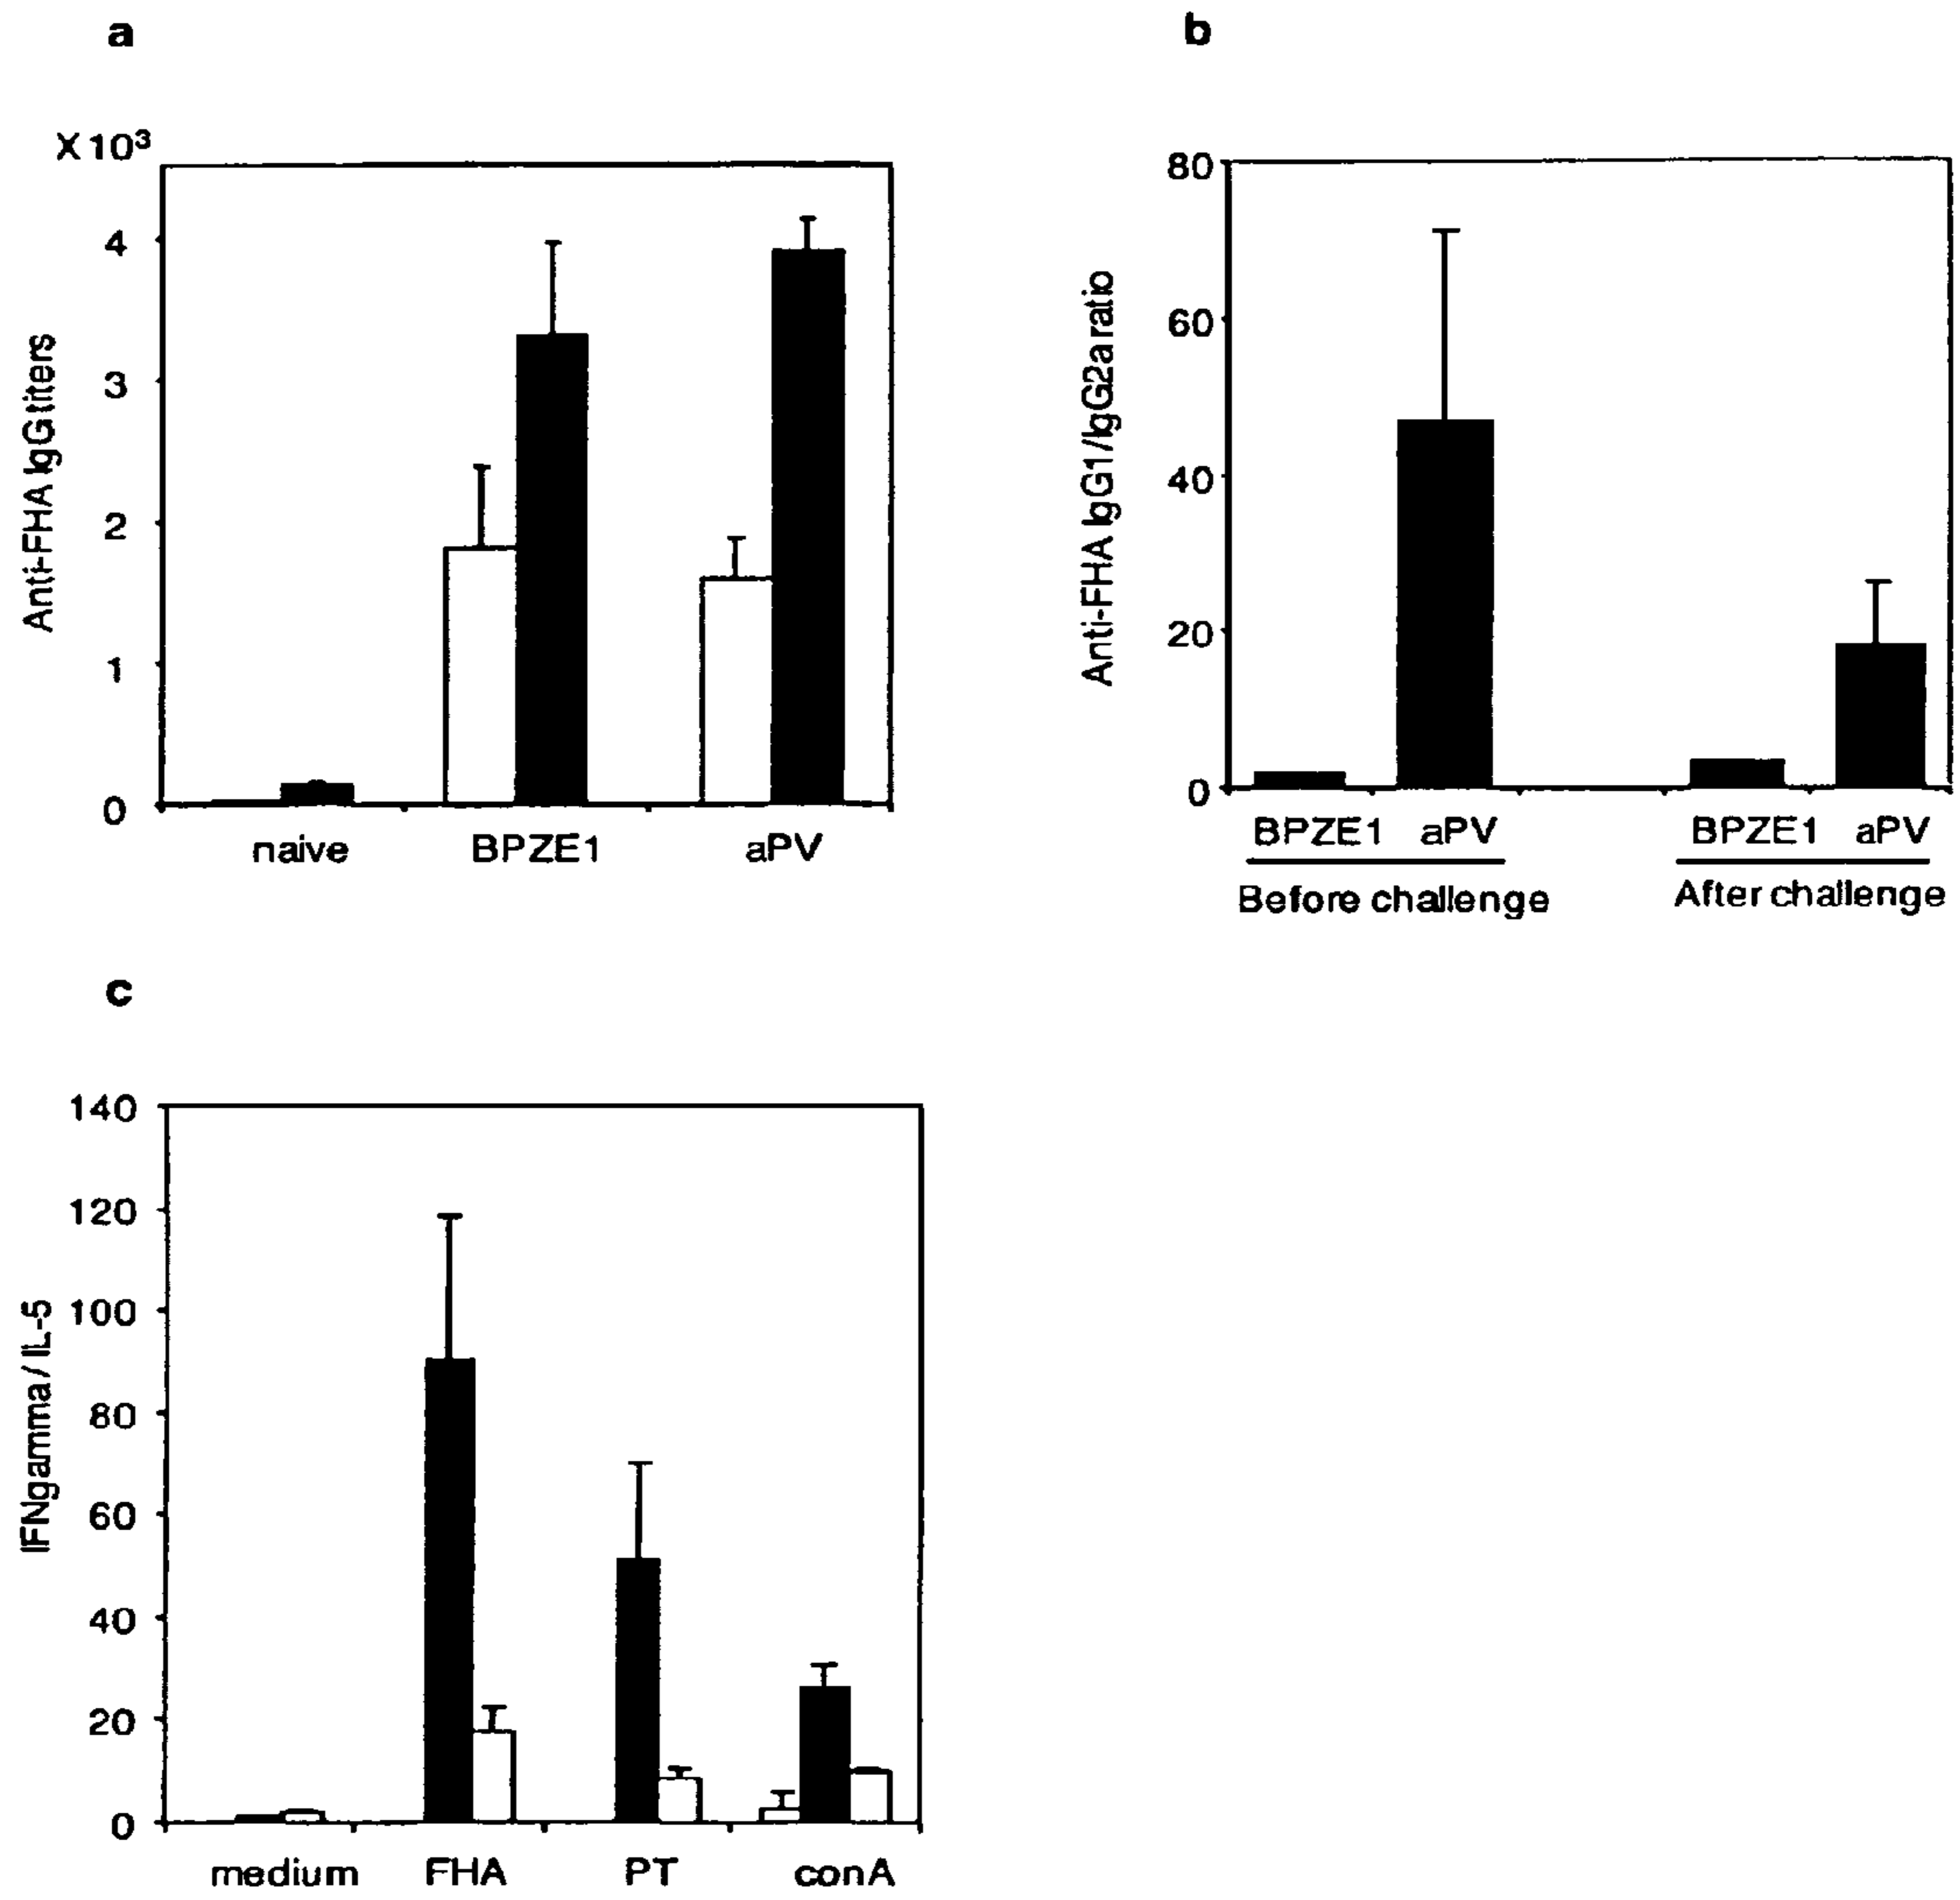 a
X10³
4
3
2
1
0
Anti-FHA IgG titers
naive BPZE1 aPV
b
80
60
40
20
0
Anti-FHA IgG1/IgG2a ratio
BPZE1 aPV BPZE1 aPV
Before challenge After challenge
c
140
120
100
80
60
40
20
0
IFNgamma / IL-5
medium FHA PT conA